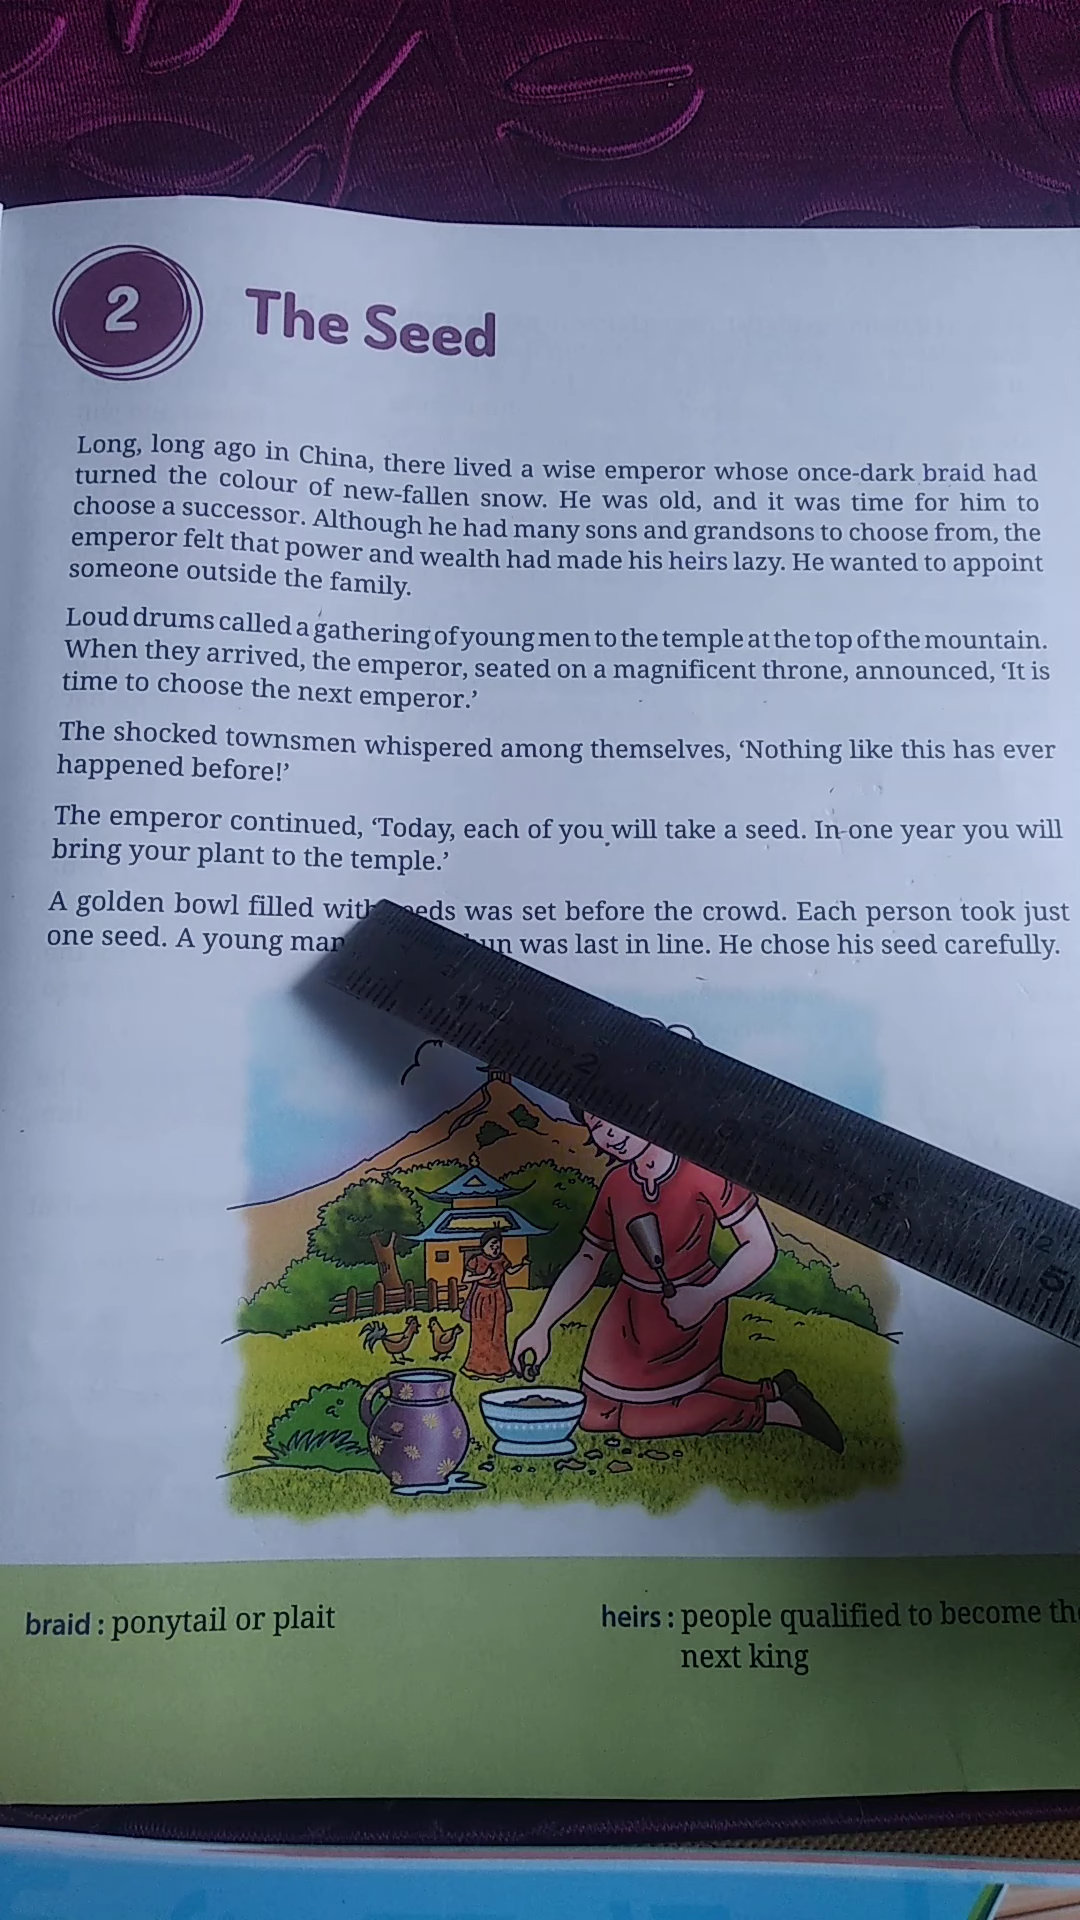 2
The Seed
Long, long ago in China, there lived a wise emperor whose once-dark braid had
turned the colour of new-fallen snow. He was old, and it was time for him to
choose a successor. Although he had many sons and grandsons to choose from, the
emperor felt that power and wealth had made his heirs lazy. He wanted to appoint
someone outside the family.
Loud drums called a gathering of young men to the temple at the top of the mountain.
When they arrived, the emperor, seated on a magnificent throne, announced, ‘It is
time to choose the next emperor.’
The shocked townsmen whispered among themselves, ‘Nothing like this has ever
happened before!’
The emperor continued, ‘Today, each of you will take a seed. In one year you will
bring your plant to the temple.’
A golden bowl filled with was set before the crowd. Each person took just
one seed. A young man was last in line. He chose his seed carefully.
2
4
5
braid : ponytail or plait
heirs : people qualified to become
next king